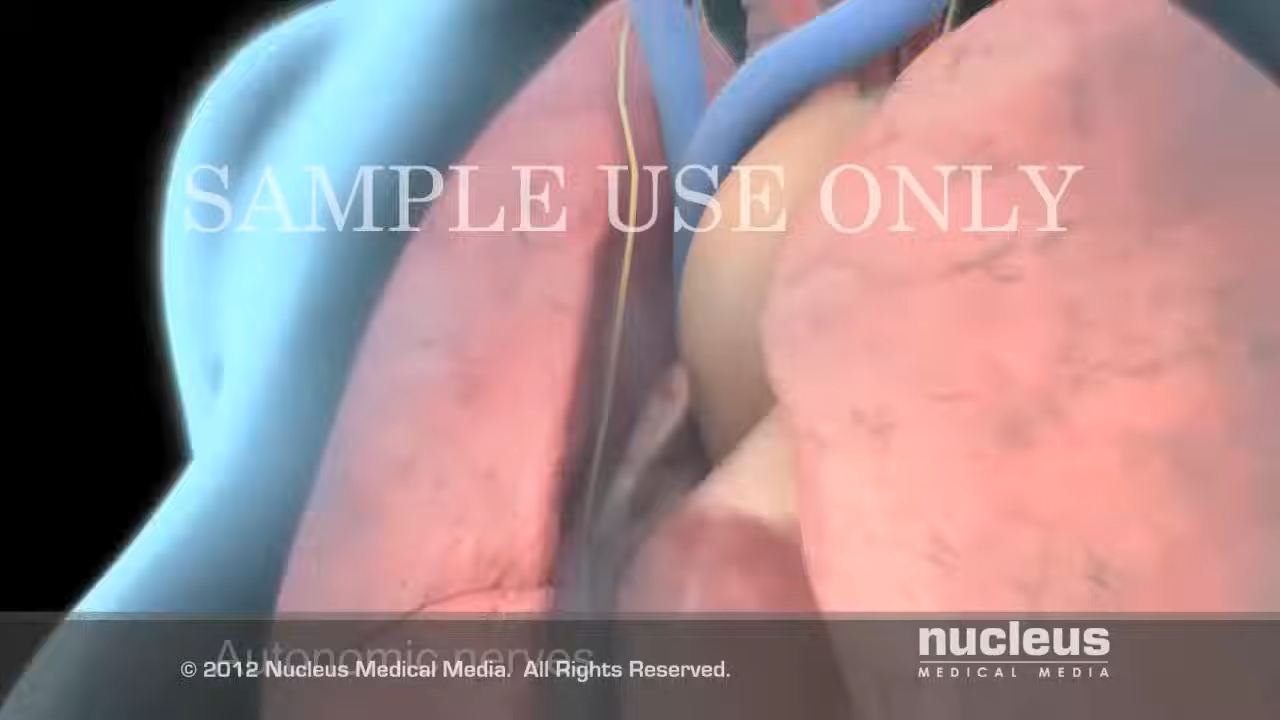 SAMPLE USE ONLY
Autonomic nerves
© 2012 Nucleus Medical Media. All Rights Reserved.
nucleus
MEDICAL MEDIA